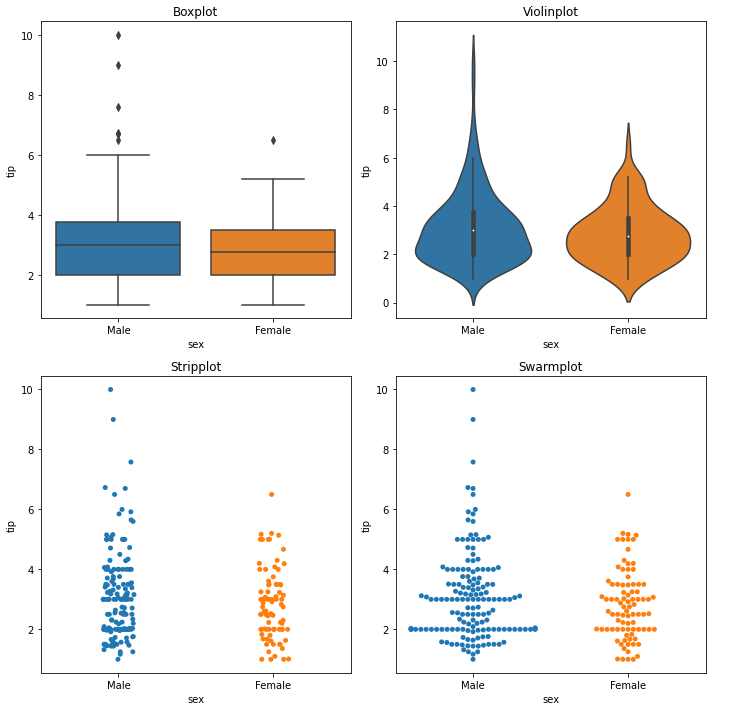 Boxplot
10
8
6
4
2
tip
Male
Female
sex
Violinplot
10
8
6
4
2
0
tip
Male
Female
sex
Stripplot
10
8
6
4
2
tip
Male
Female
sex
Swarmplot
10
8
6
4
2
tip
Male
Female
sex